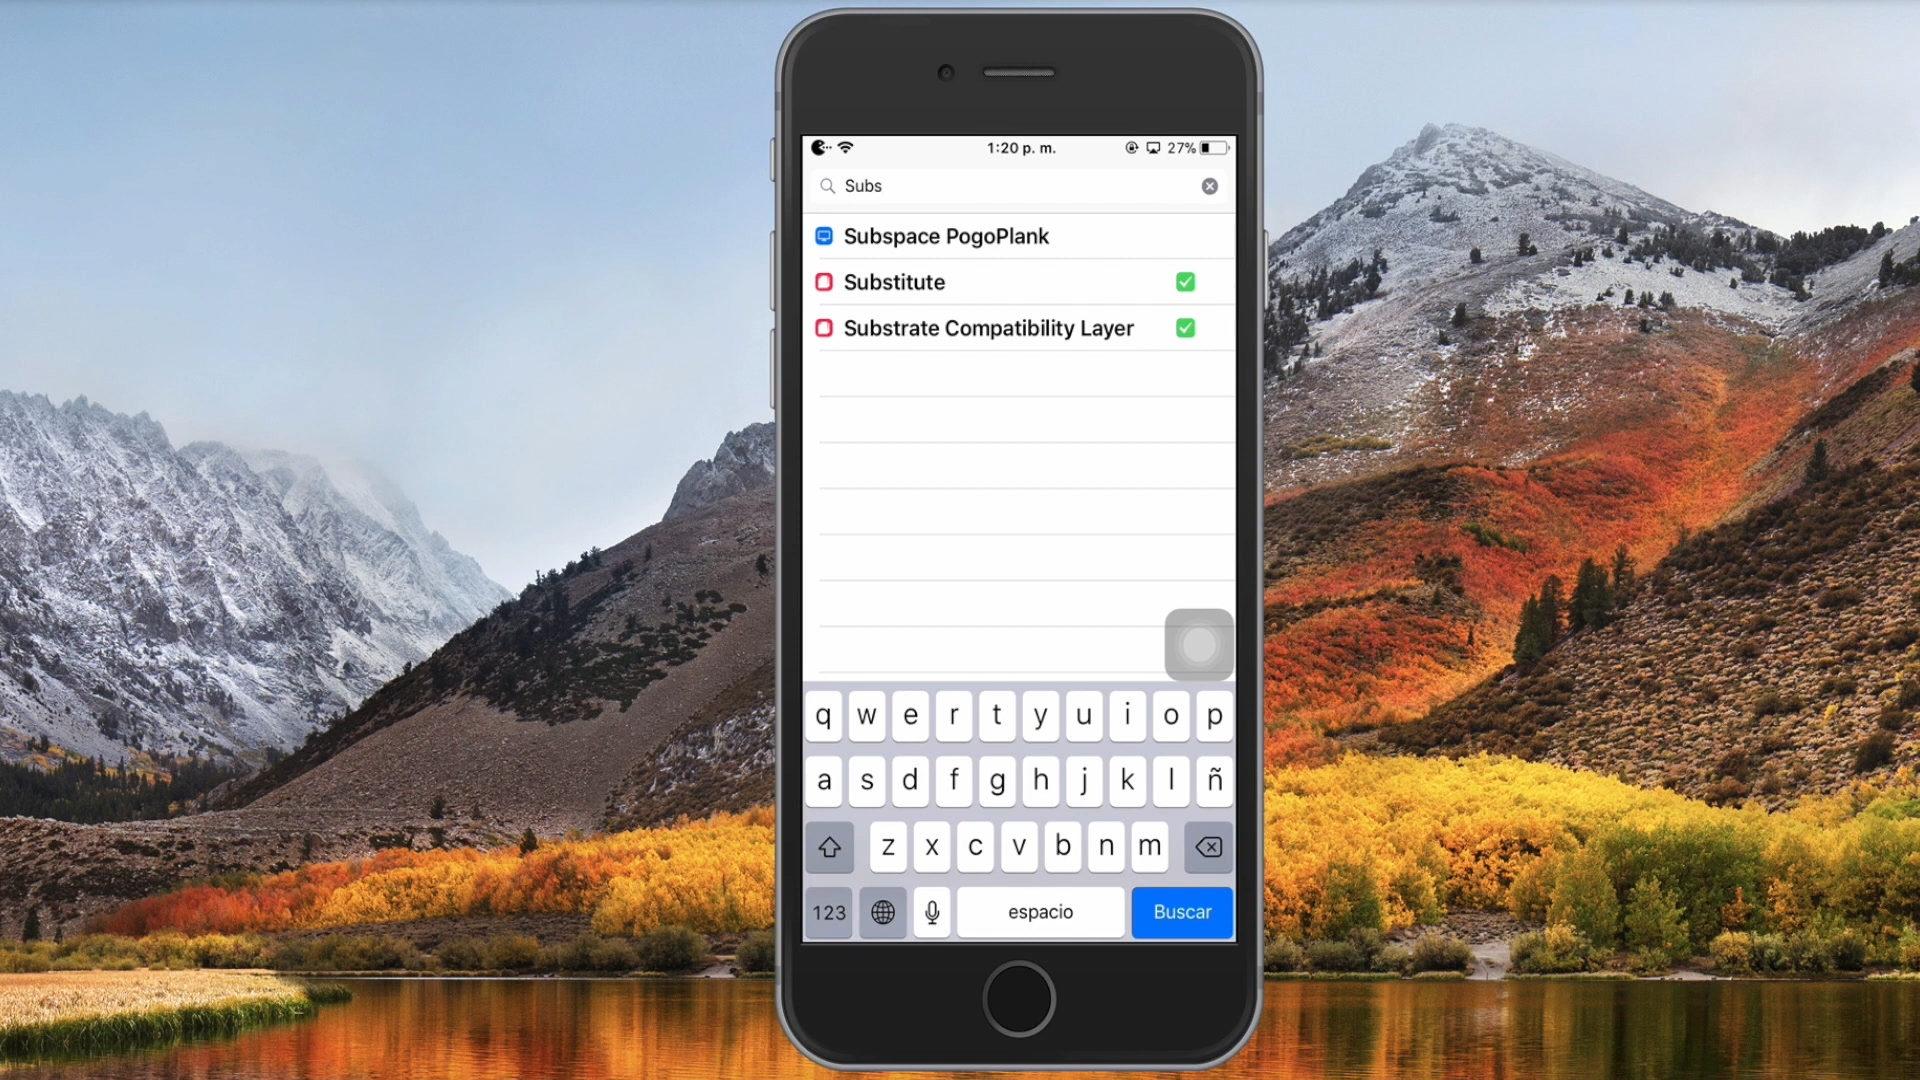 1:20 p. m.
27%
Subs
Subspace PogoPlank
Substitute
Substrate Compatibility Layer
q w e r t y u i o p
a s d f g h j k l ñ
z x c v b n m
123 espacio Buscar